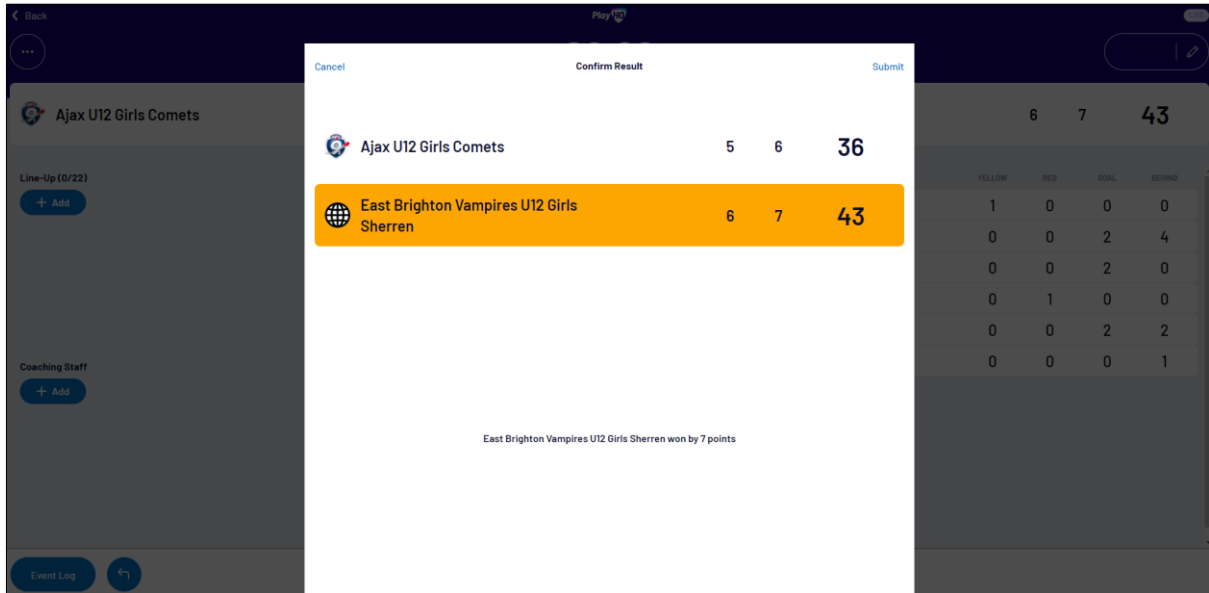 Back
PlayHQ
LIVE
Cancel
Confirm Result
Submit
Ajax U12 Girls Comets
6 7 43
Ajax U12 Girls Comets 5 6 36
East Brighton Vampires U12 Girls
Sherren
6 7 43
Line-Up (0/22)
+ Add
YELLOW RED GOAL BEHIND
1 0 0 0
0 0 2 4
0 0 2 0
0 1 0 0
0 0 2 2
0 0 0 1
Coaching Staff
+ Add
East Brighton Vampires U12 Girls Sherren won by 7 points
Event Log